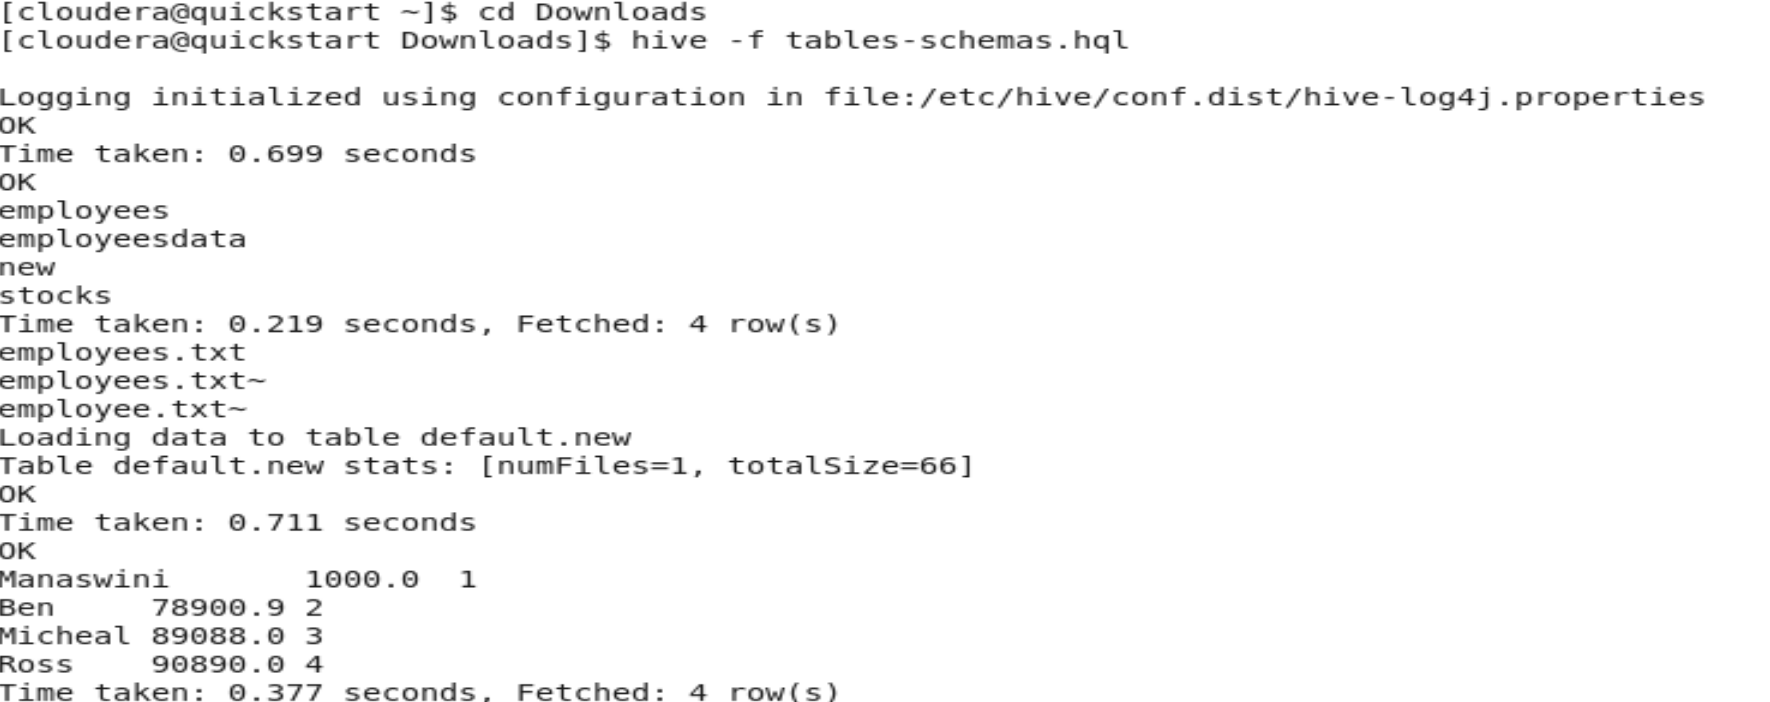 [cloudera@quickstart ~]$ cd Downloads
[cloudera@quickstart Downloads]$ hive -f tables-schemas.hql
Logging initialized using configuration in file:/etc/hive/conf.dist/hive-log4j.properties
OK
Time taken: 0.699 seconds
OK
employees
employeesdata
new
stocks
Time taken: 0.219 seconds, Fetched: 4 row(s)
employees.txt
employees.txt~
employee.txt~
Loading data to table default.new
Table default.new stats: [numFiles=1, totalSize=66]
OK
Time taken: 0.711 seconds
OK
Manaswini       1000.0  1
Ben     78900.9 2
Micheal 89088.0 3
Ross    90890.0 4
Time taken: 0.377 seconds, Fetched: 4 row(s)